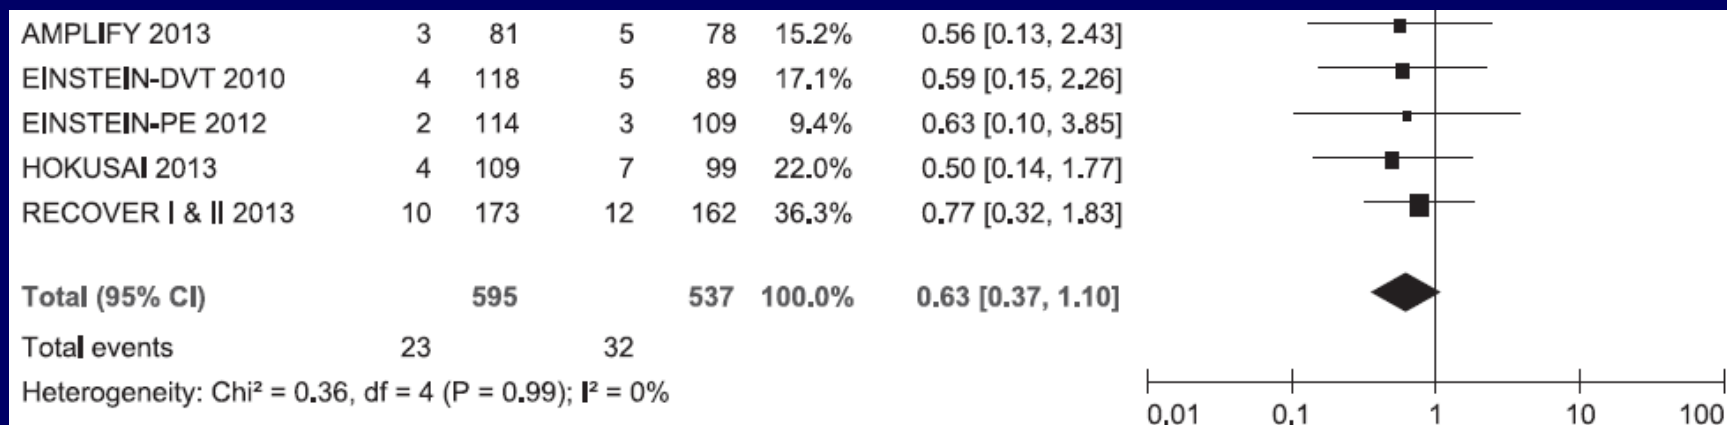 AMPLIFY 2013 3 81 5 78 15.2% 0.56 [0.13, 2.43]
EINSTEIN-DVT 2010 4 118 5 89 17.1% 0.59 [0.15, 2.26]
EINSTEIN-PE 2012 2 114 3 109 9.4% 0.63 [0.10, 3.85]
HOKUSAI 2013 4 109 7 99 22.0% 0.50 [0.14, 1.77]
RECOVER I & II 2013 10 173 12 162 36.3% 0.77 [0.32, 1.83]
Total (95% CI) 595 537 100.0% 0.63 [0.37, 1.10]
Total events 23 32
Heterogeneity: Chi² = 0.36, df = 4 (P = 0.99); I² = 0%
0.01 0.1 1 10 100